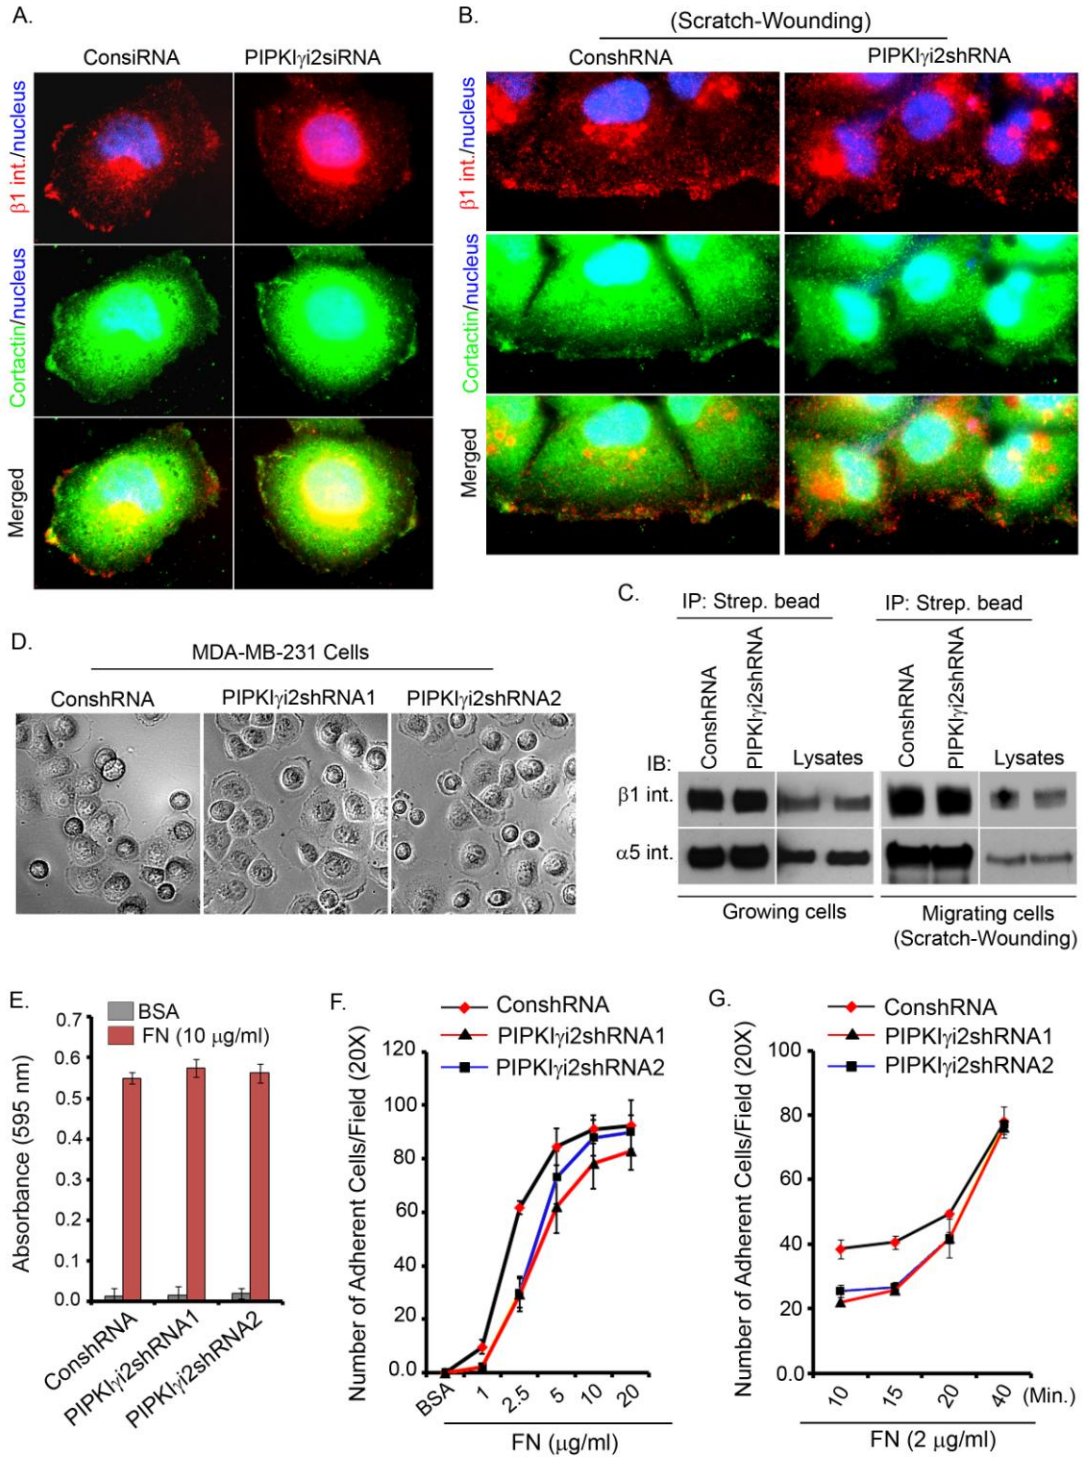 A.
ConsiRNA
PIPKIγi2siRNA
β1 int./nucleus
Cortactin/nucleus
Merged
B.
(Scratch-Wounding)
ConshRNA
PIPKIγi2shRNA
β1 int./nucleus
Cortactin/nucleus
Merged
C.
IP: Strep. bead
IP: Strep. bead
ConshRNA
PIPKIγi2shRNA
Lysates
ConshRNA
PIPKIγi2shRNA
Lysates
IB:
β1 int.
α5 int.
Growing cells
Migrating cells
(Scratch-Wounding)
D.
MDA-MB-231 Cells
ConshRNA
PIPKIγi2shRNA1
PIPKIγi2shRNA2
E.
BSA
FN (10 μg/ml)
Absorbance (595 nm)
0.7
0.6
0.5
0.4
0.3
0.2
0.1
0.0
ConshRNA
PIPKIγi2shRNA1
PIPKIγi2shRNA2
F.
ConshRNA
PIPKIγi2shRNA1
PIPKIγi2shRNA2
Number of Adherent Cells/Field (20X)
120
100
80
60
40
20
0.0
BSA
1
2.5
5
10
20
FN (μg/ml)
G.
ConshRNA
PIPKIγi2shRNA1
PIPKIγi2shRNA2
Number of Adherent Cells/Field (20X)
100
80
60
40
20
0.0
10
15
20
40
(Min.)
FN (2 μg/ml)